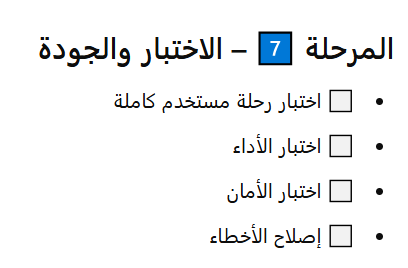 المرحلة 7️⃣ – الاختبار والجودة
• ☐ اختبار رحلة مستخدم كاملة
• ☐ اختبار الأداء
• ☐ اختبار الأمان
• ☐ إصلاح الأخطاء